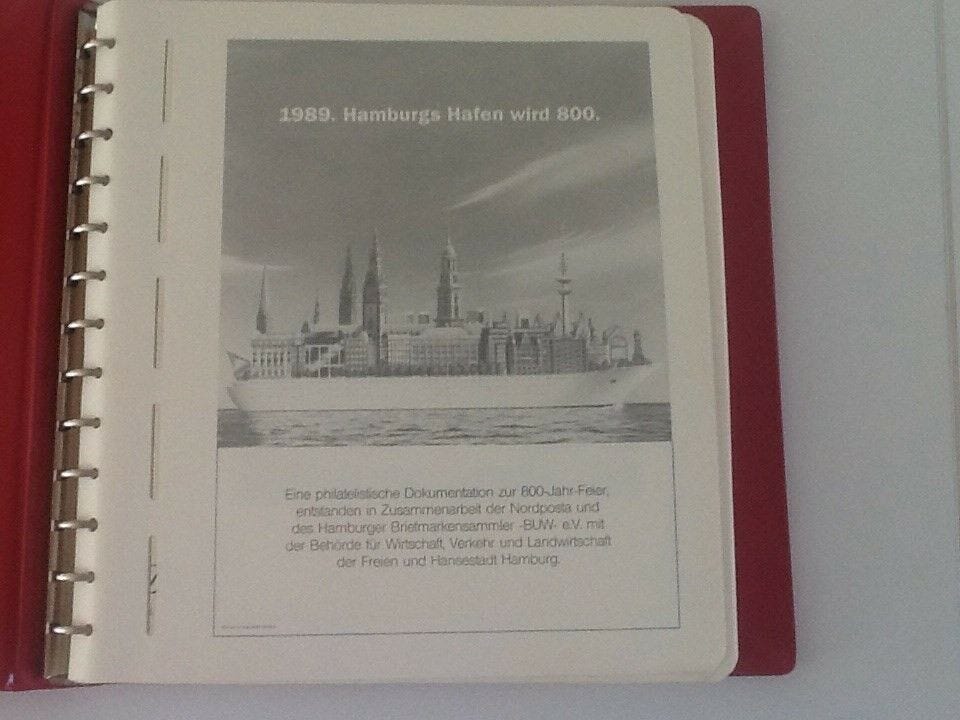 1989. Hamburgs Hafen wird 800.
Eine philatelistische Dokumentation zur 800-Jahr-Feier,
entstanden in Zusammenarbeit der Nordposta und
des Hamburger Briefmarkensammler -BUW- e.V. mit
der Behörde für Wirtschaft, Verkehr und Landwirtschaft
der Freien und Hansestadt Hamburg.